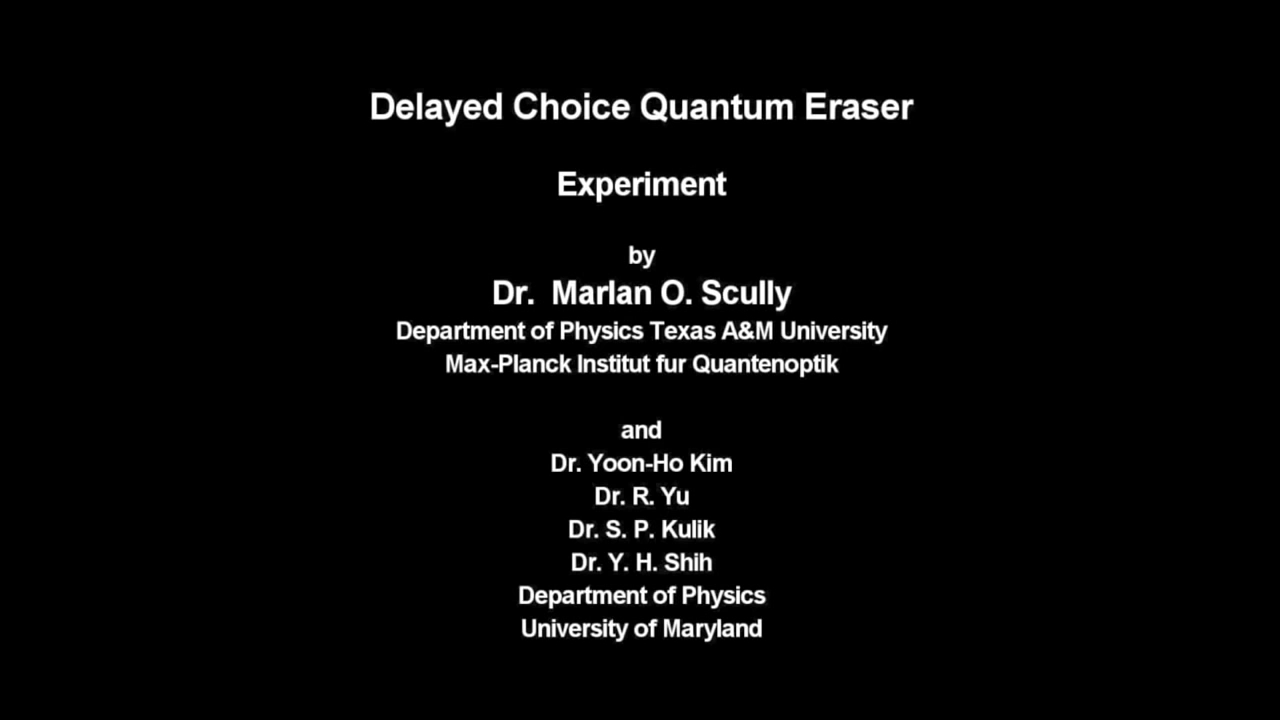 Delayed Choice Quantum Eraser
Experiment
by
Dr. Marlan O. Scully
Department of Physics Texas A&M University
Max-Planck Institut fur Quantenoptik
and
Dr. Yoon-Ho Kim
Dr. R. Yu
Dr. S. P. Kulik
Dr. Y. H. Shih
Department of Physics
University of Maryland